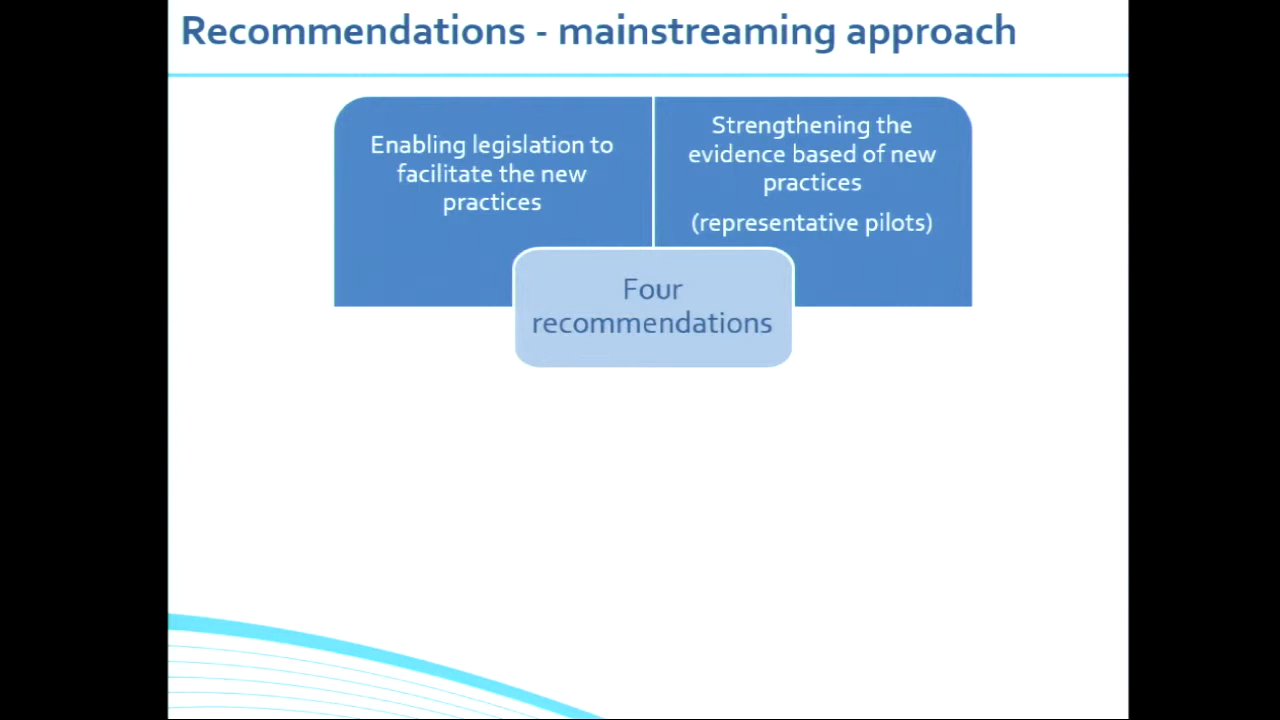 Recommendations - mainstreaming approach
Enabling legislation to
facilitate the new
practices
Strengthening the
evidence based of new
practices
(representative pilots)
Four
recommendations